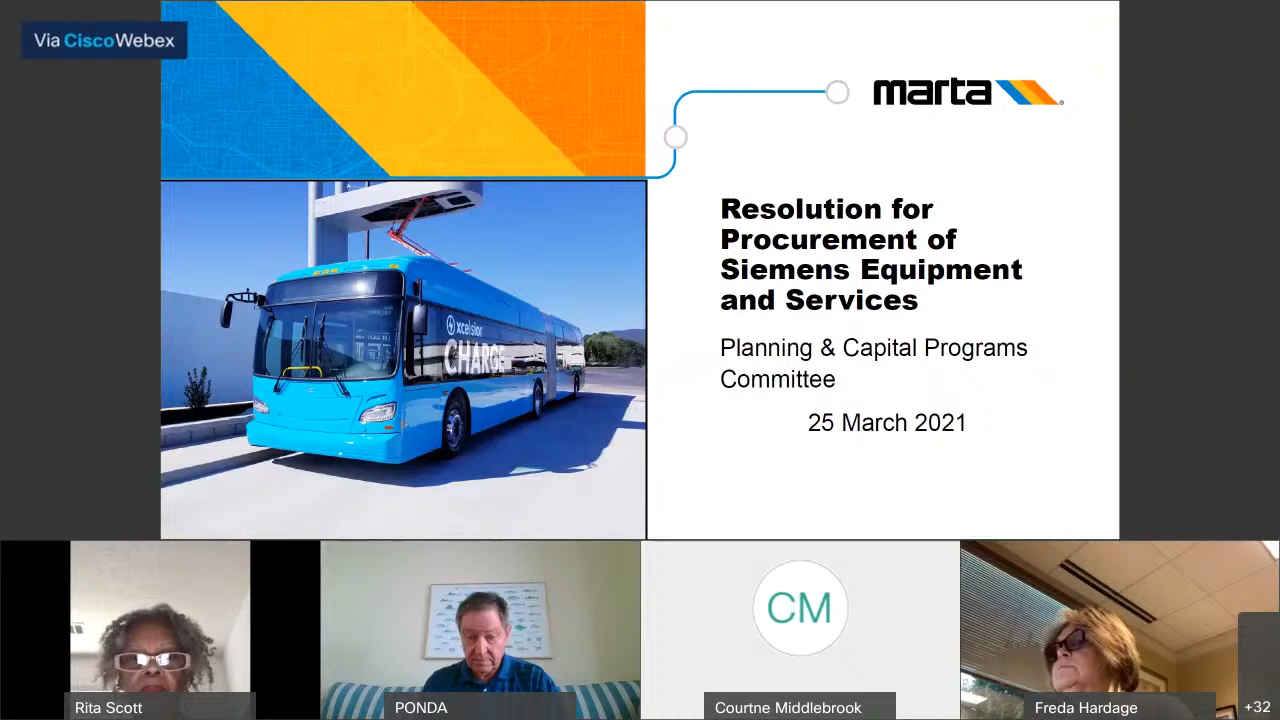 Via CiscoWebex
marta
Resolution for
Procurement of
Siemens Equipment
and Services
Planning & Capital Programs
Committee
25 March 2021
xcelsior
CHARGE
CM
Rita Scott
PONDA
Courtne Middlebrook
Freda Hardage
+32